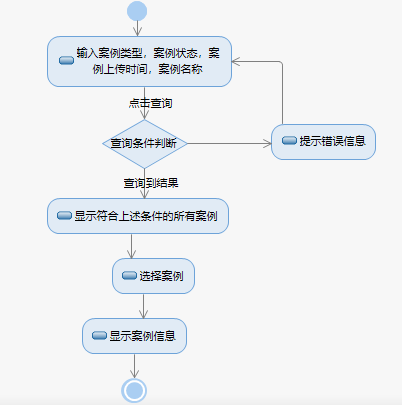 输入案例类型，案例状态，案
例上传时间，案例名称
点击查询
查询条件判断
提示错误信息
查询到结果
显示符合上述条件的所有案例
选择案例
显示案例信息